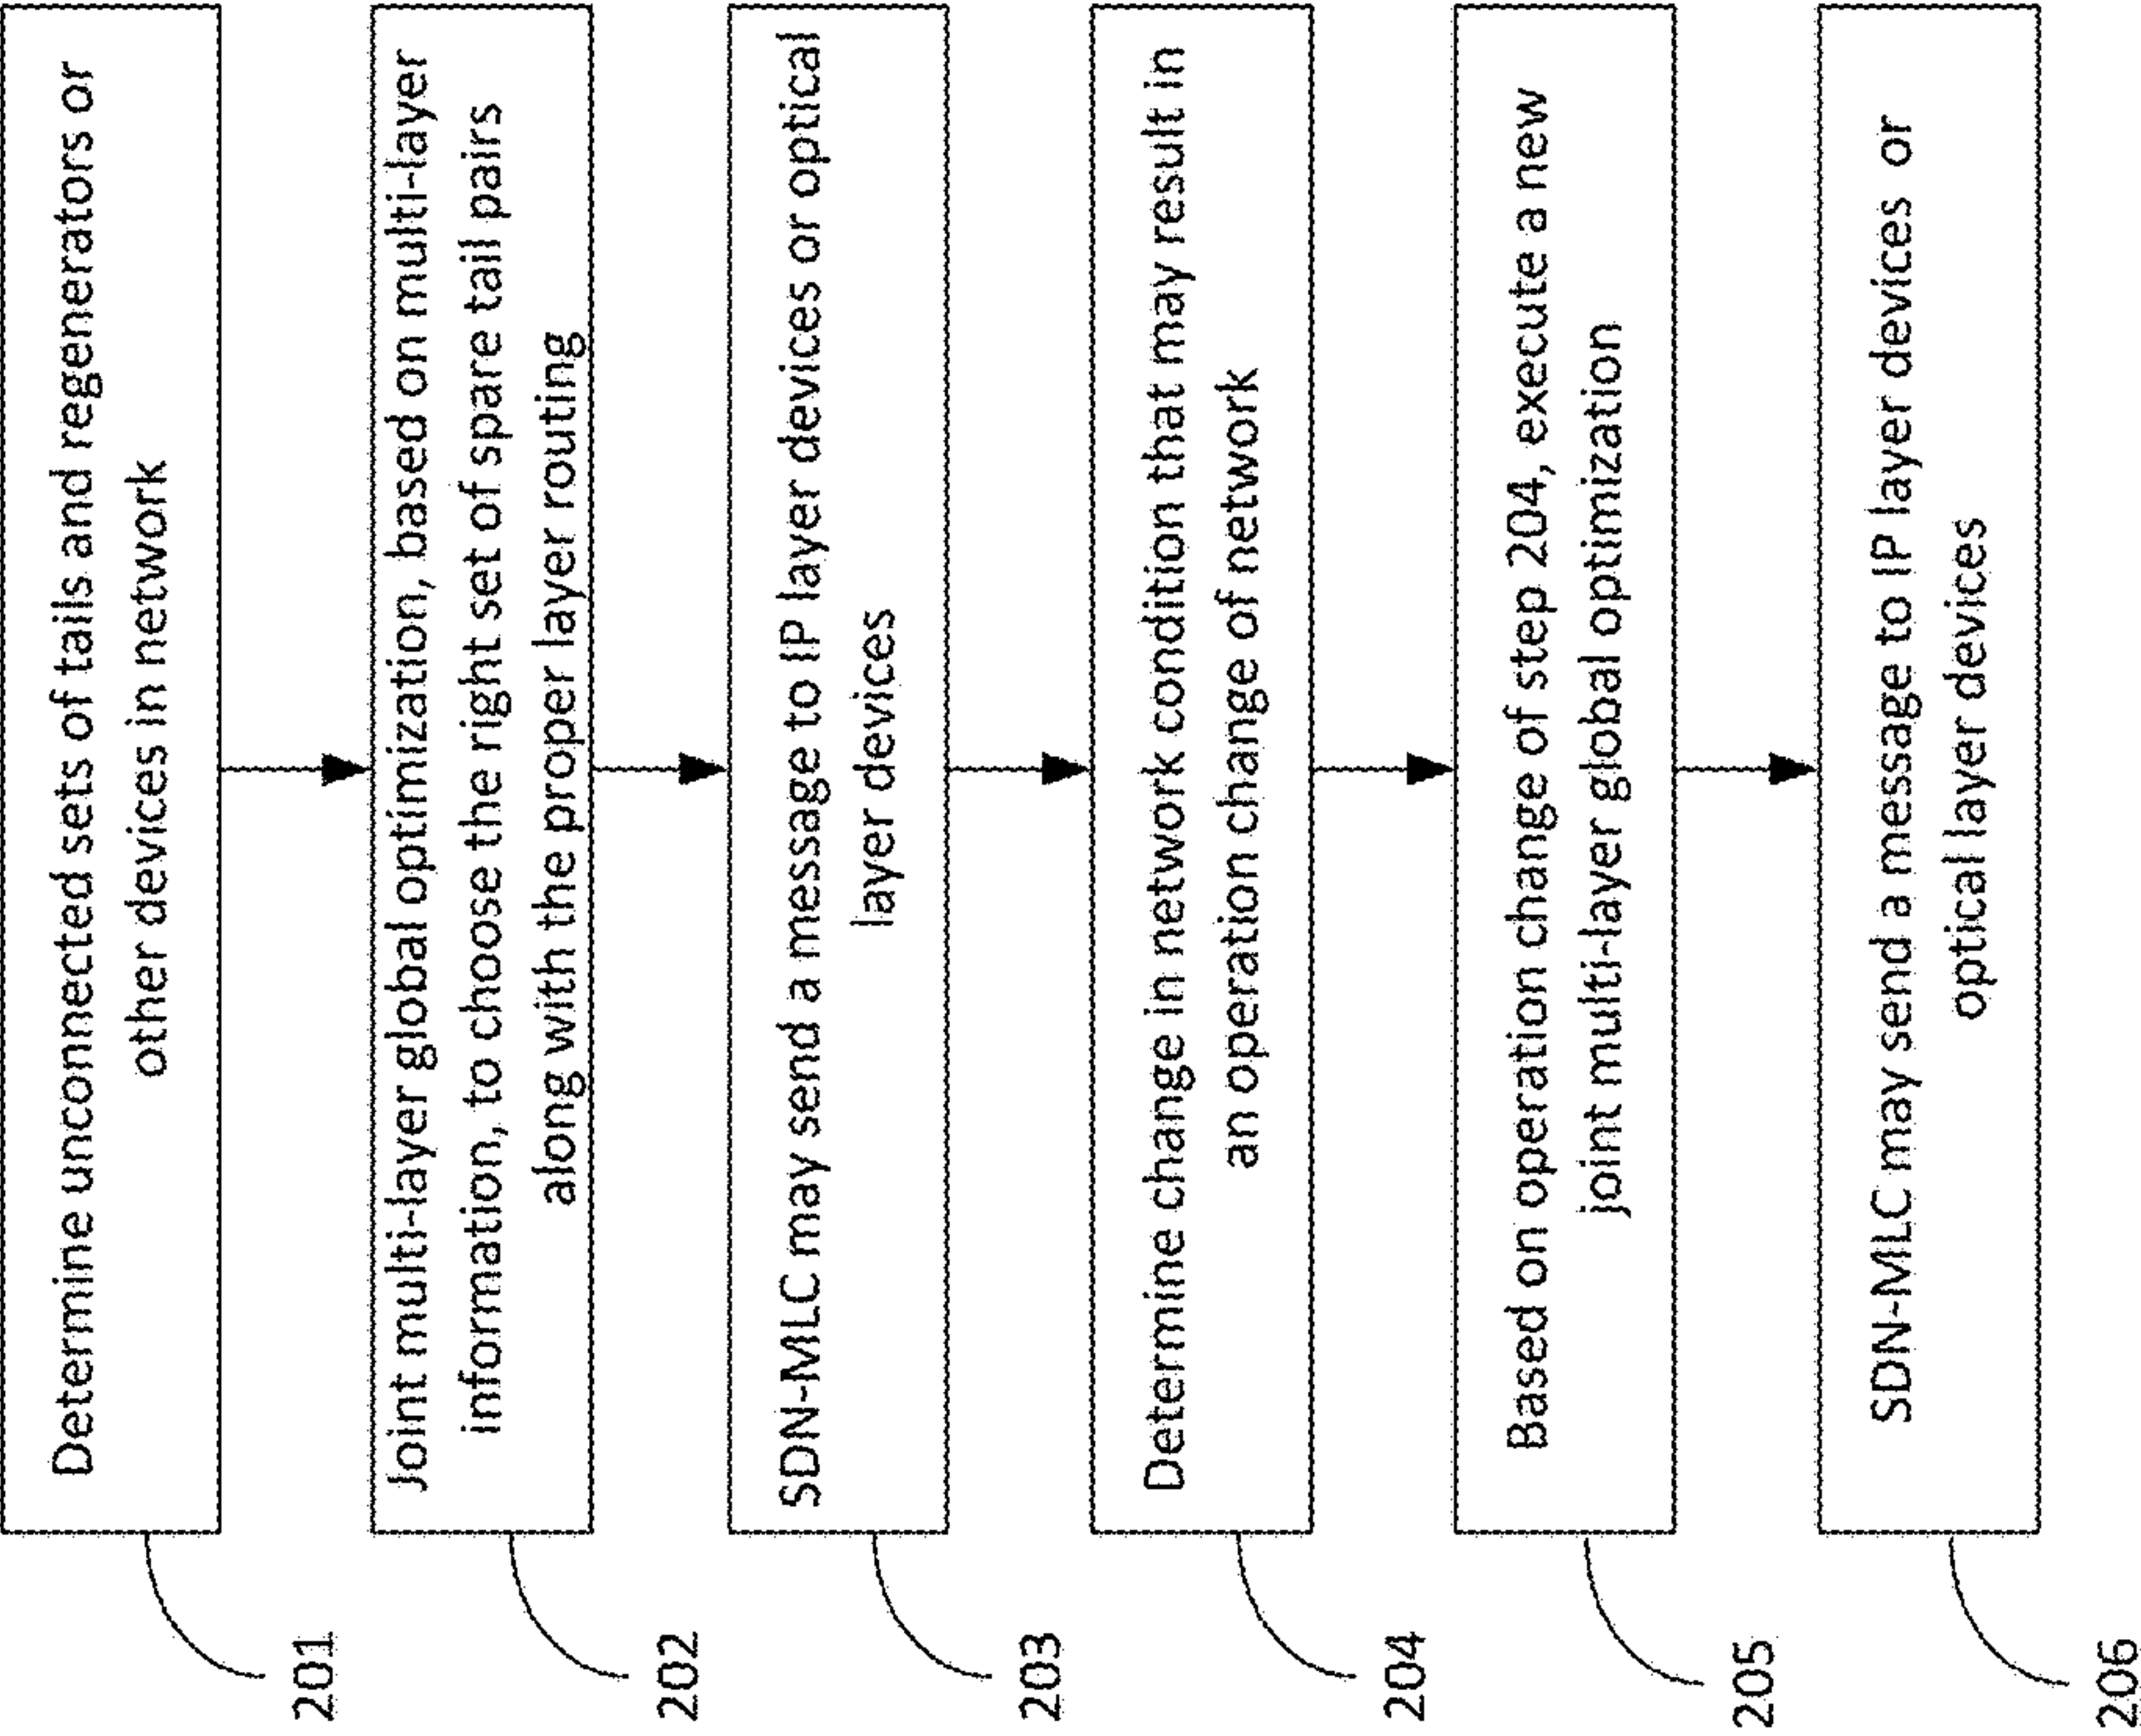 201
Determine unconnected sets of tails and regenerators or
other devices in network
202
Joint multi-layer global optimization, based on multi-layer
information, to choose the right set of spare tail pairs
along with the proper layer routing
203
SDN-MLC may send a message to IP layer devices or optical
layer devices
204
Determine change in network condition that may result in
an operation change of network
205
Based on operation change of step 204, execute a new
joint multi-layer global optimization
206
SDN-MLC may send a message to IP layer devices or
optical layer devices